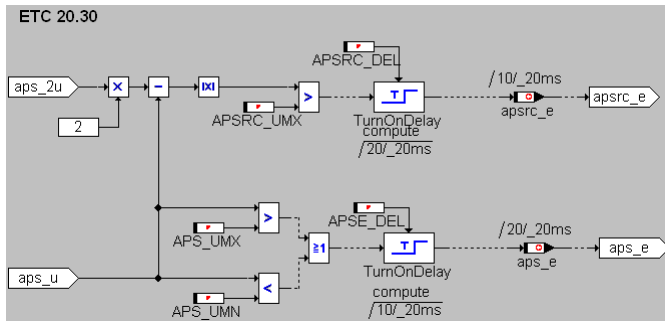 ETC 20.30
APSRC_DEL
aps_2u
×
−
|x|
>
T
/10/_20ms
apsrc_e
2
APSRC_UMX
TurnOnDelay
apsrc_e
compute
/20/_20ms
>
APSE_DEL
/20/_20ms
APS_UMX
≥1
T
aps_e
aps_u
<
TurnOnDelay
aps_e
APS_UMN
compute
/10/_20ms